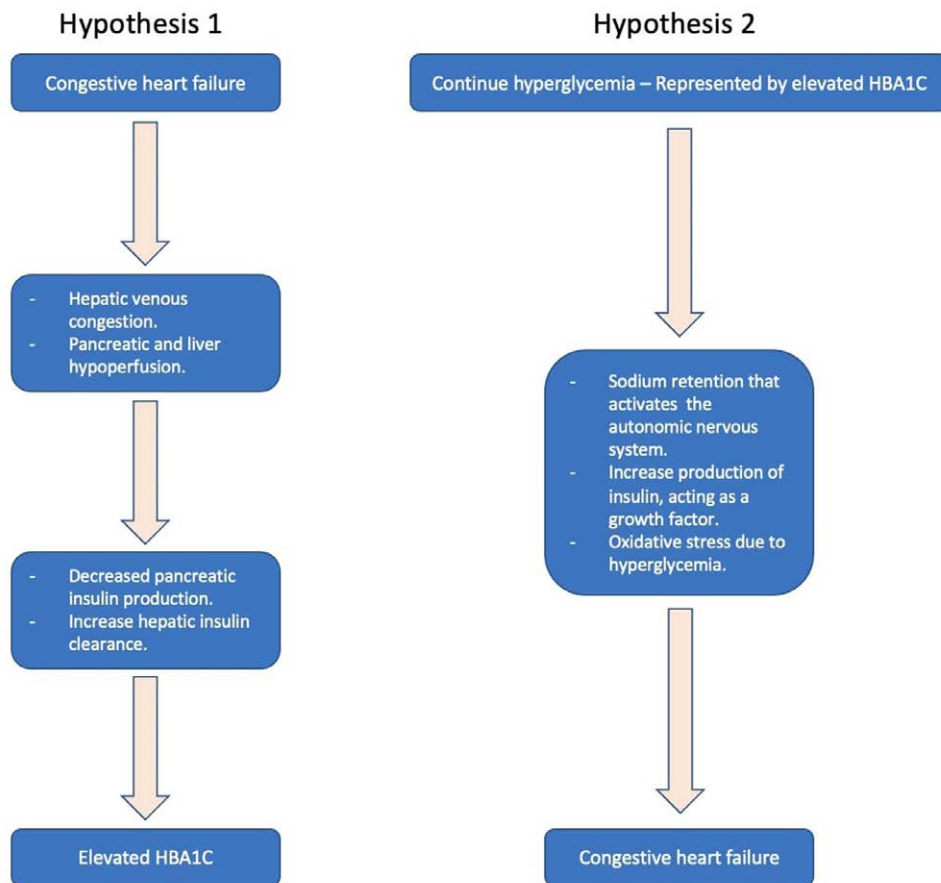 Hypothesis 1
Congestive heart failure
- Hepatic venous
congestion.
- Pancreatic and liver
hypoperfusion.
- Decreased pancreatic
insulin production.
- Increase hepatic insulin
clearance.
Elevated HBA1C
Hypothesis 2
Continue hyperglycemia – Represented by elevated HBA1C
- Sodium retention that
activates the
autonomic nervous
system.
- Increase production of
insulin, acting as a
growth factor.
- Oxidative stress due to
hyperglycemia.
Congestive heart failure